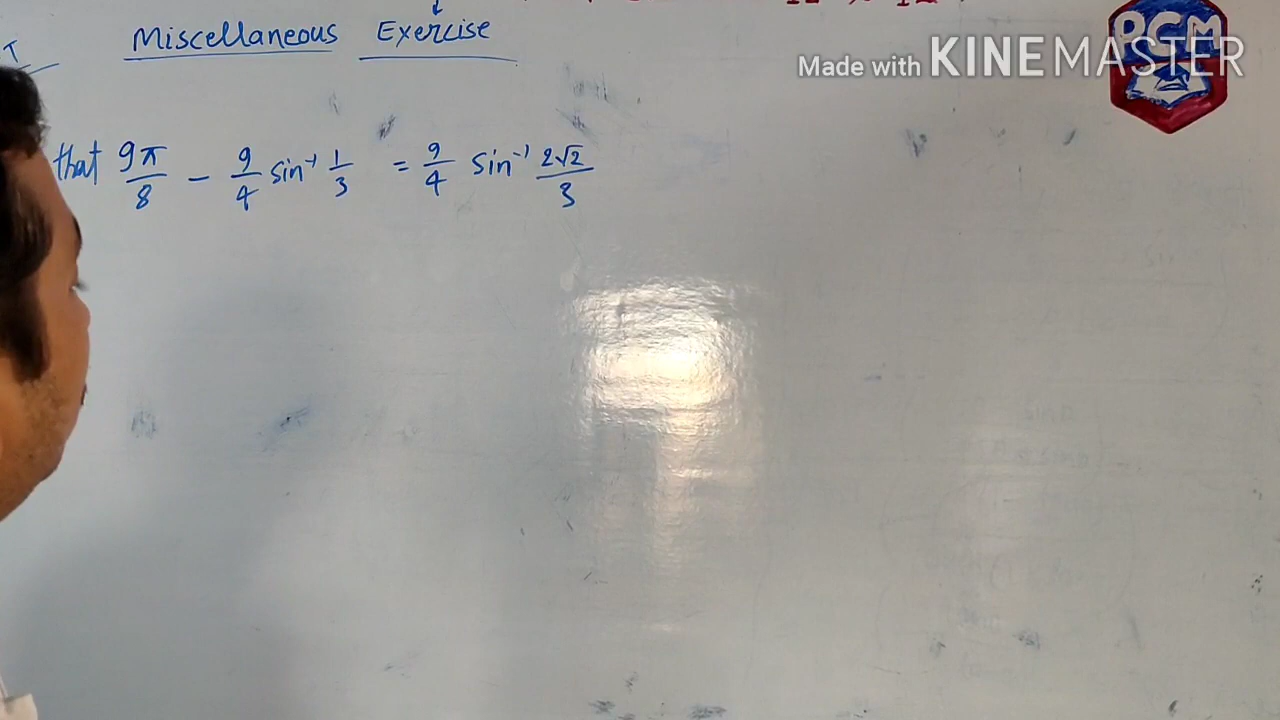 Miscellaneous Exercise
Made with KINEMASTER
PCM
that 9π/8 - 9/4 sin⁻¹ 1/3 = 9/4 sin⁻¹ 2√2/3